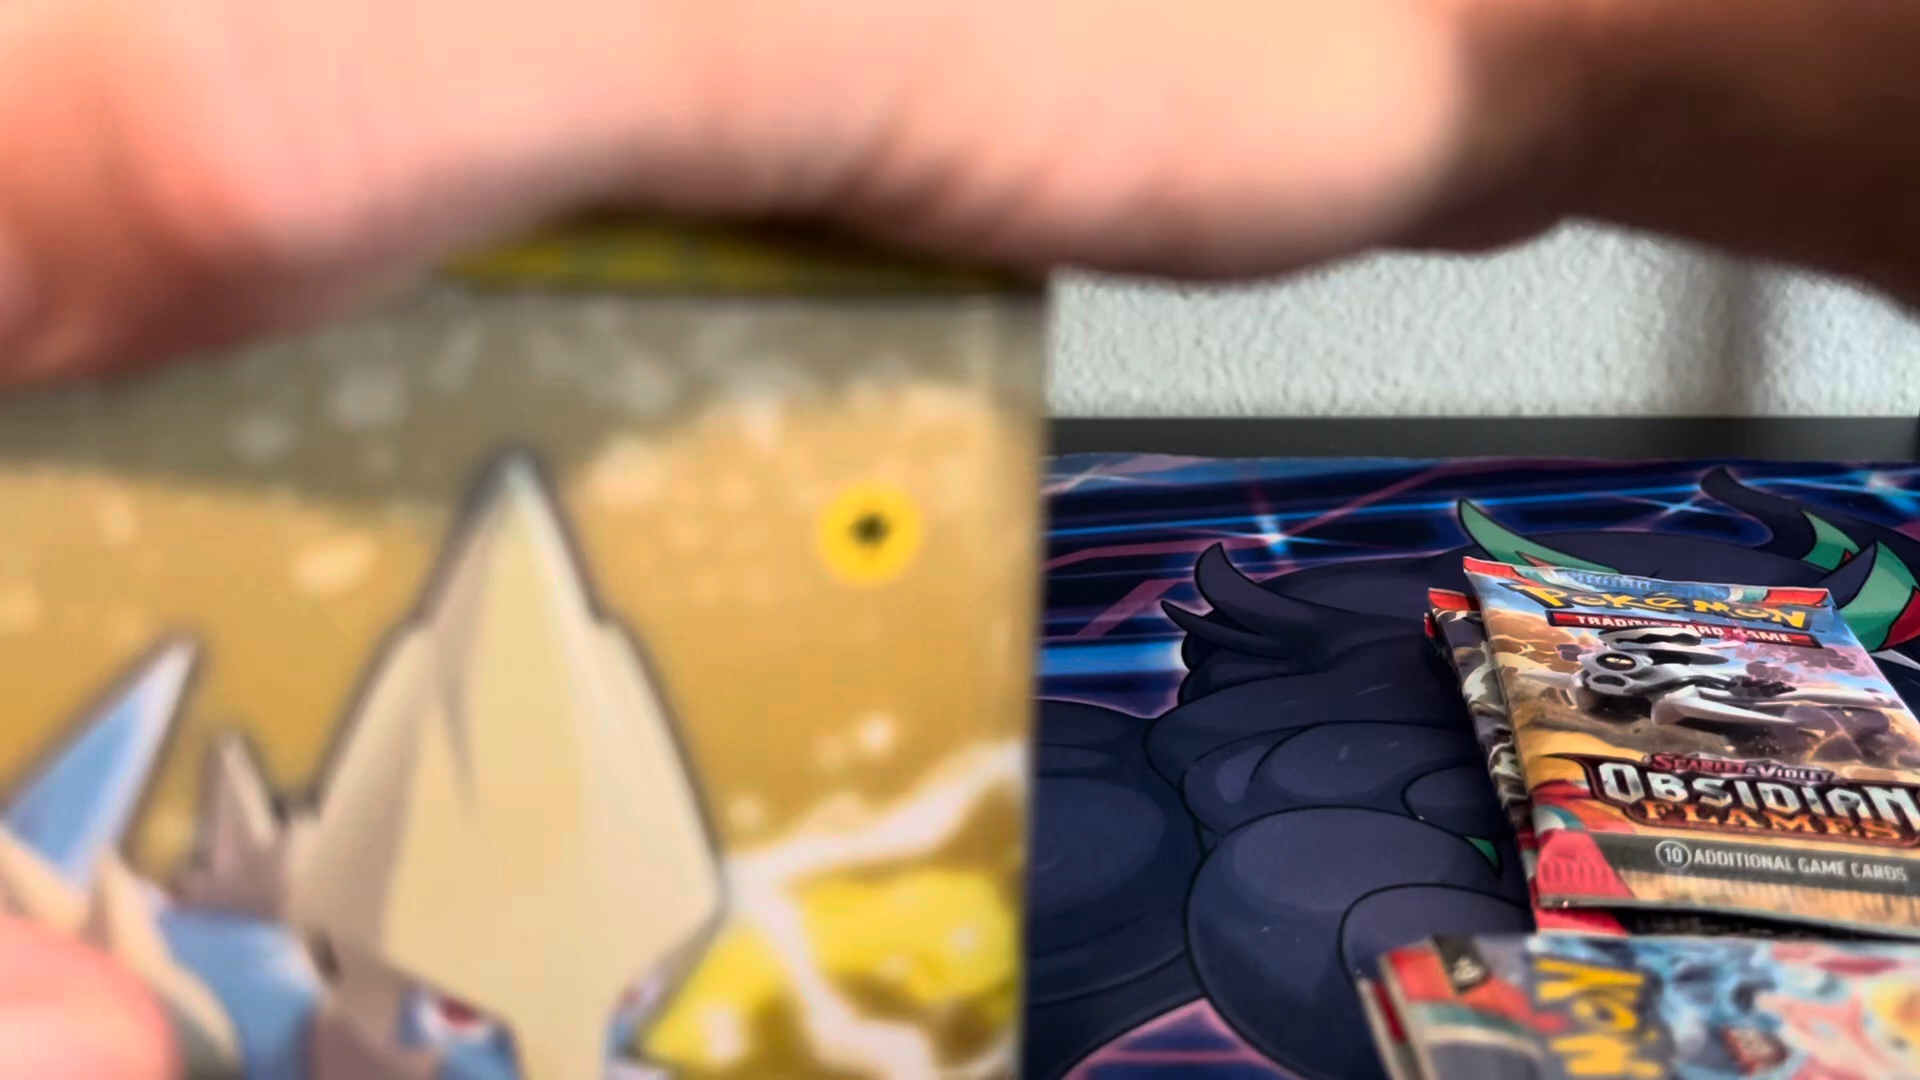 Pokémon
TRADING CARD GAME
SCARLET & VIOLET
OBSIDIAN
FLAMES
10 ADDITIONAL GAME CARDS